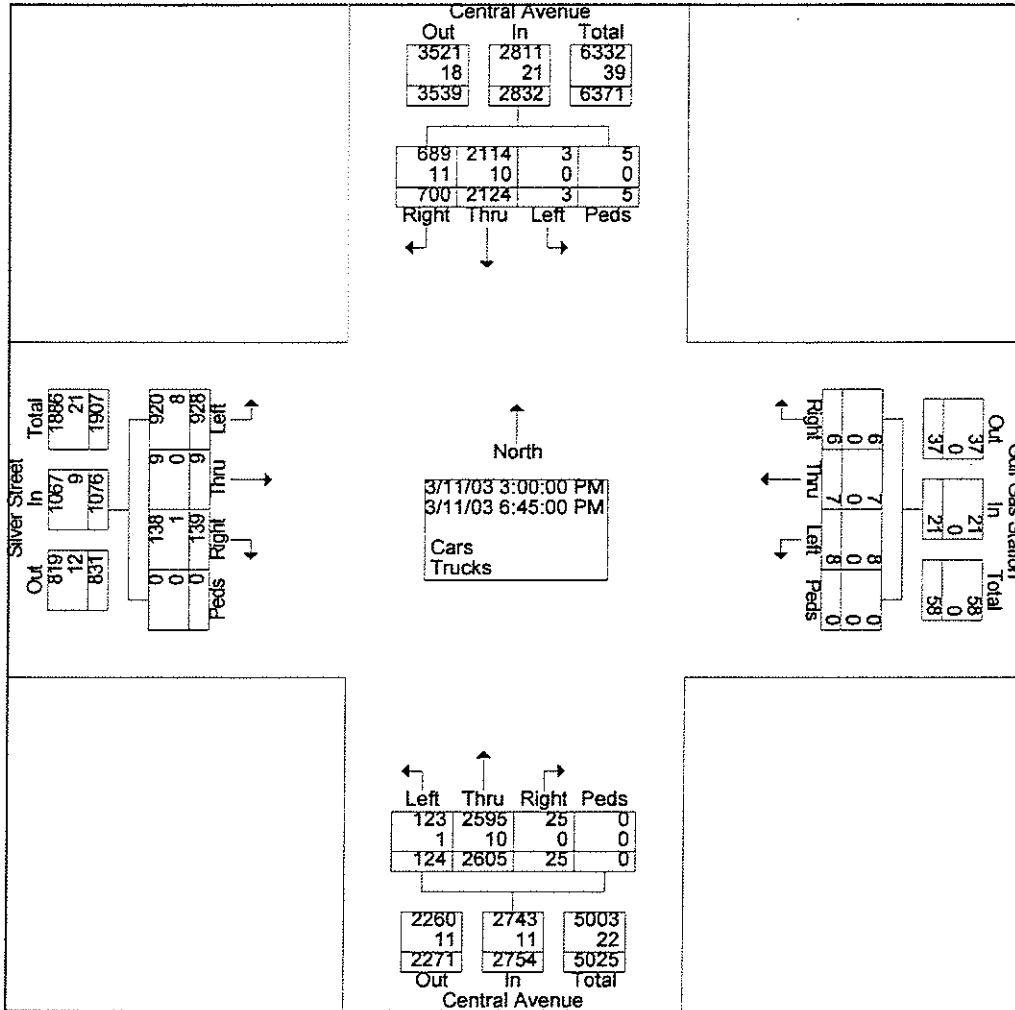 Central Avenue
Out In Total
3521 2811 6332
18 21 39
3539 2832 6371
689 2114 3 5
11 10 0 0
700 2124 3 5
Right Thru Left Peds
Silver Street
Total In Out
1886 1067 819
21 9 12
1907 1076 831
920 9 138 0
8 0 1 0
928 9 139 0
Left Thru Right Peds
North
3/11/03 3:00:00 PM
3/11/03 6:45:00 PM
Cars
Trucks
Right Thru Left Peds
6 7 8 0
0 0 0 0
6 7 8 0
37 21 58
0 0 0
37 21 58
Out In Total
Gas Station
Left Thru Right Peds
123 2595 25 0
1 10 0 0
124 2605 25 0
2260 2743 5003
11 11 22
2271 2754 5025
Out In Total
Central Avenue